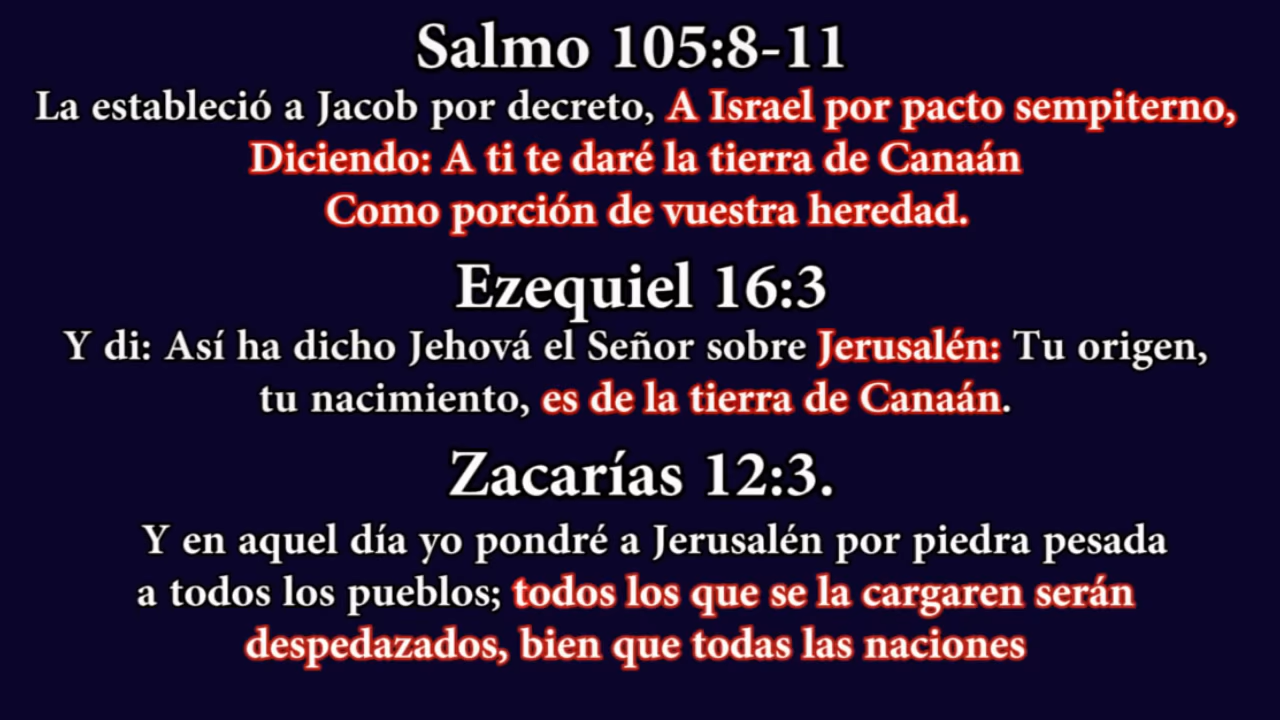 Salmo 105:8-11
La estableció a Jacob por decreto, A Israel por pacto sempiterno,
Diciendo: A ti te daré la tierra de Canaán
Como porción de vuestra heredad.
Ezequiel 16:3
Y di: Así ha dicho Jehová el Señor sobre Jerusalén: Tu origen,
tu nacimiento, es de la tierra de Canaán.
Zacarías 12:3.
Y en aquel día yo pondré a Jerusalén por piedra pesada
a todos los pueblos; todos los que se la cargaren serán
despedazados, bien que todas las naciones